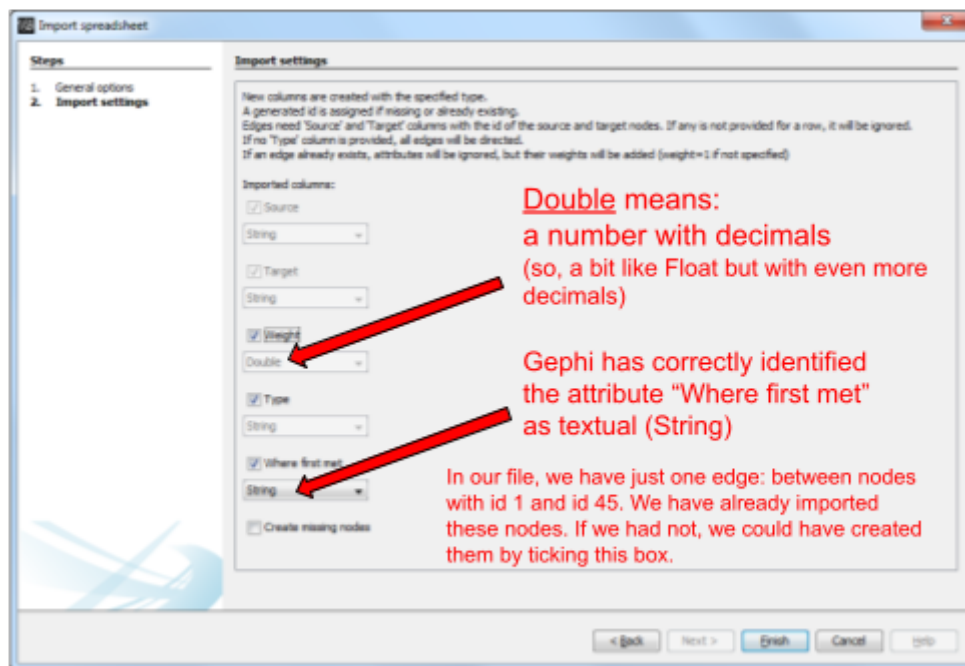 Import spreadsheet
Steps
1. General options
2. Import settings
Import settings
New columns are created with the specified type.
A generated id is assigned if missing or already existing.
Edges need 'Source' and 'Target' columns with the id of the source and target nodes. If any is not provided for a row, it will be ignored.
If no 'Type' column is provided, all edges will be directed.
If an edge already exists, attributes will be ignored, but their weights will be added (weight=1 if not specified)
Imported columns:
Source
String
Target
String
Weight
Double
Type
String
Where first met
String
Create missing nodes
Double means:
a number with decimals
(so, a bit like Float but with even more
decimals)
Gephi has correctly identified
the attribute “Where first met”
as textual (String)
In our file, we have just one edge: between nodes
with id 1 and id 45. We have already imported
these nodes. If we had not, we could have created
them by ticking this box.
< Back Next > Finish Cancel Help